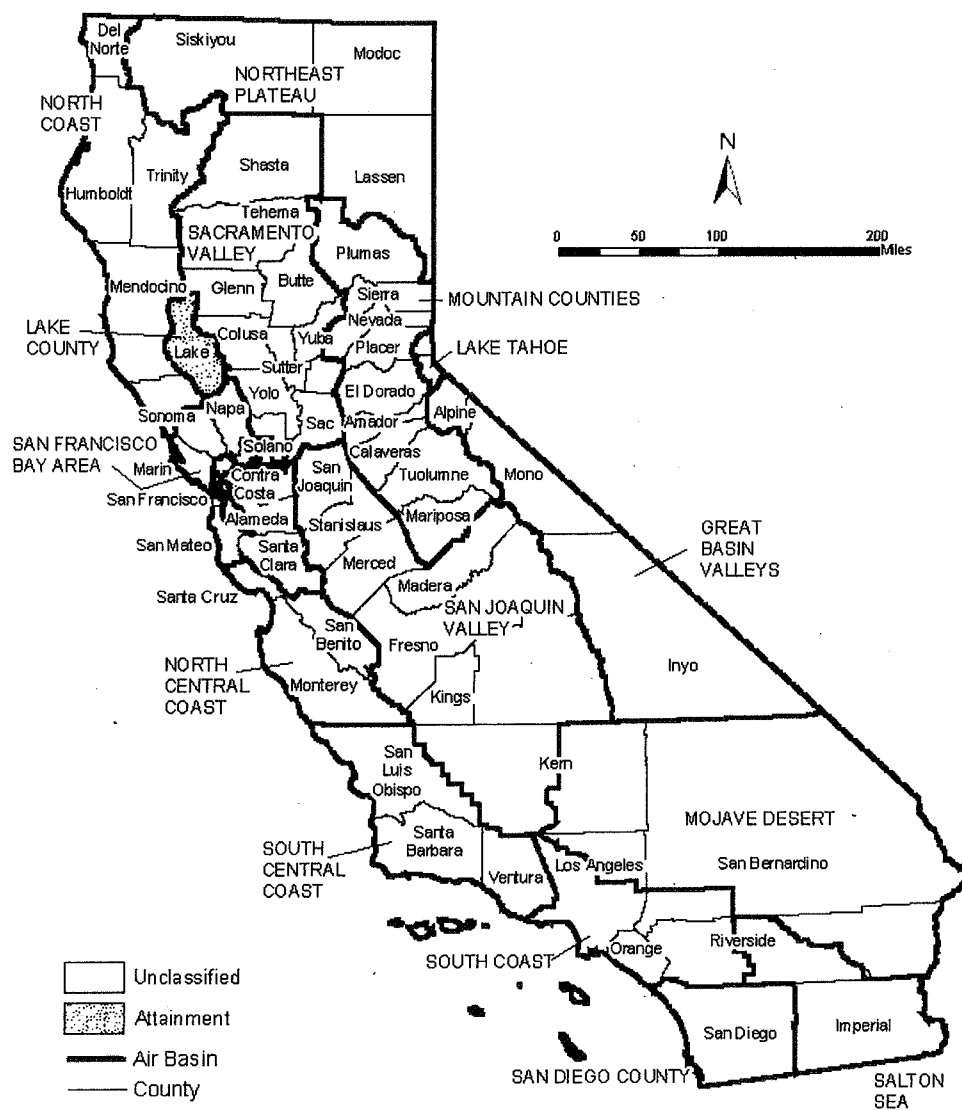 Del
Norte
Siskiyou
Modoc
NORTHEAST
PLATEAU
NORTH
COAST
N
Shasta
Trinity
Lassen
Humboldt
Tehema
SACRAMENTO
VALLEY
Plumas
0 50 100 200
Miles
Mendocino
Glenn
Butte
Sierra
MOUNTAIN COUNTIES
Nevada
LAKE
COUNTY
Colusa
Yuba
Placer
Lake
LAKE TAHOE
Sutter
Yolo
El Dorado
Napa
Sonoma
Sac
Alpine
Amador
SAN FRANCISCO
BAY AREA
Solano
Calaveras
Marin
Contra
Costa
San
Joaquin
Tuolumne
Mono
San Francisco
Alameda
Stanislaus
Mariposa
GREAT
BASIN
VALLEYS
San Mateo
Santa
Clara
Merced
Santa Cruz
Madera
San
Benito
SAN JOAQUIN
VALLEY
Fresno
NORTH
CENTRAL
COAST
Monterey
Kings
Inyo
San
Luis
Obispo
Kern
MOJAVE DESERT
SOUTH
CENTRAL
COAST
Santa
Barbara
Ventura
Los Angeles
San Bernardino
SOUTH COAST
Orange
Riverside
Unclassified
Attainment
Air Basin
County
San Diego
Imperial
SAN DIEGO COUNTY
SALTON
SEA